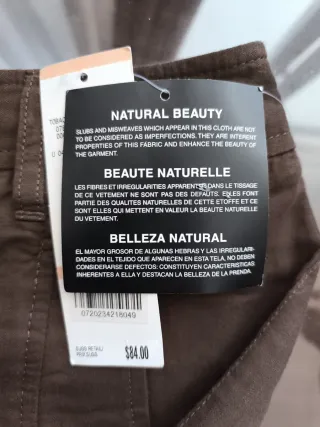 NATURAL BEAUTY
SLUBS AND MISWEAVES WHICH APPEAR IN THIS CLOTH ARE NOT
TO BE CONSIDERED AS IMPERFECTIONS. THEY ARE INTERENT
PROPERTIES OF THIS FABRIC AND ENHANCE THE BEAUTY OF
THE GARMENT.
BEAUTE NATURELLE
LES FIBRES ET IRREGULARITIES APPARENTS DANS LE TISSAGE
DE CE VETEMENT NE SONT PAS DES DEFAUTS. ELLES FONT
PARTIE DES QUALITES NATURELLES DE CETTE ETOFFE ET CE
SONT ELLES QUI METTENT EN VALEUR LA BEAUTE NATURELLE
DU VETEMENT.
BELLEZA NATURAL
EL MAYOR GROSOR DE ALGUNAS HEBRAS Y LAS IRREGULARI-
DADES EN EL TEJIDO QUE APARECEN EN ESTA TELA, NO DEBEN
CONSIDERARSE DEFECTOS: CONSTITUYEN CARACTERISTICAS
INHERENTES A ELLA Y DESTACAN LA BELLEZA DE LA PRENDA.
0720234218049
$84.00